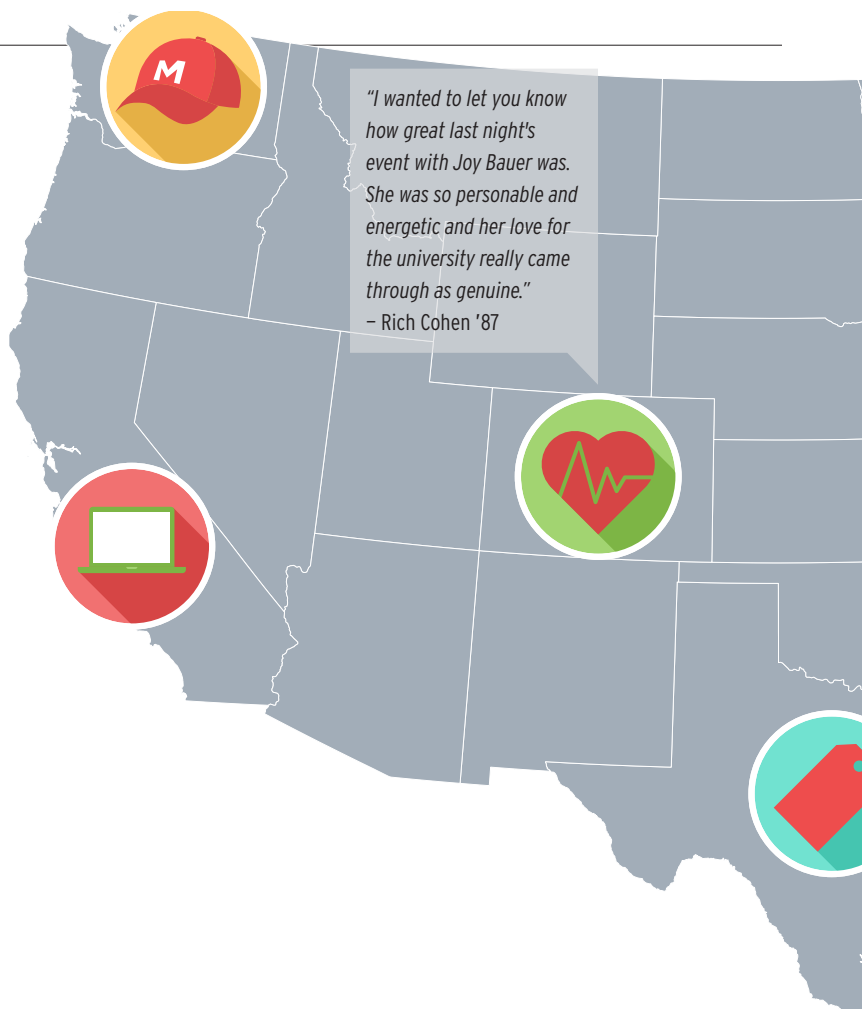 M
“I wanted to let you know
how great last night's
event with Joy Bauer was.
She was so personable and
energetic and her love for
the university really came
through as genuine.”
– Rich Cohen ’87